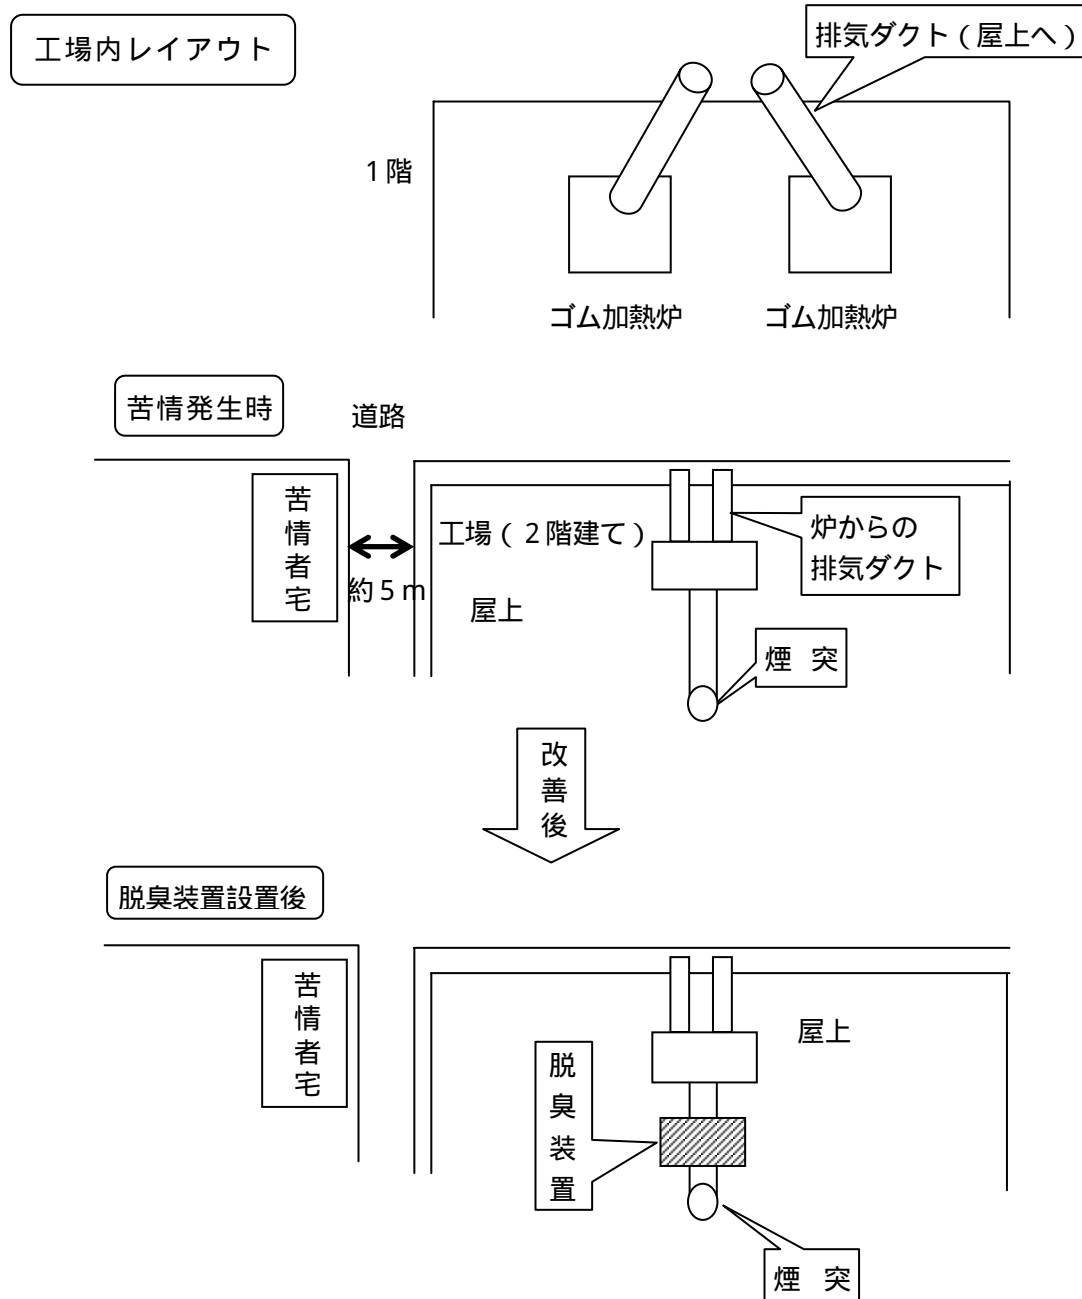 工場内レイアウト
排気ダクト（屋上へ）
1階
ゴム加熱炉
ゴム加熱炉
苦情発生時
道路
苦情者宅
約5m
工場（2階建て）
屋上
炉からの
排気ダクト
煙 突
改善後
脱臭装置設置後
苦情者宅
屋上
脱臭装置
煙 突